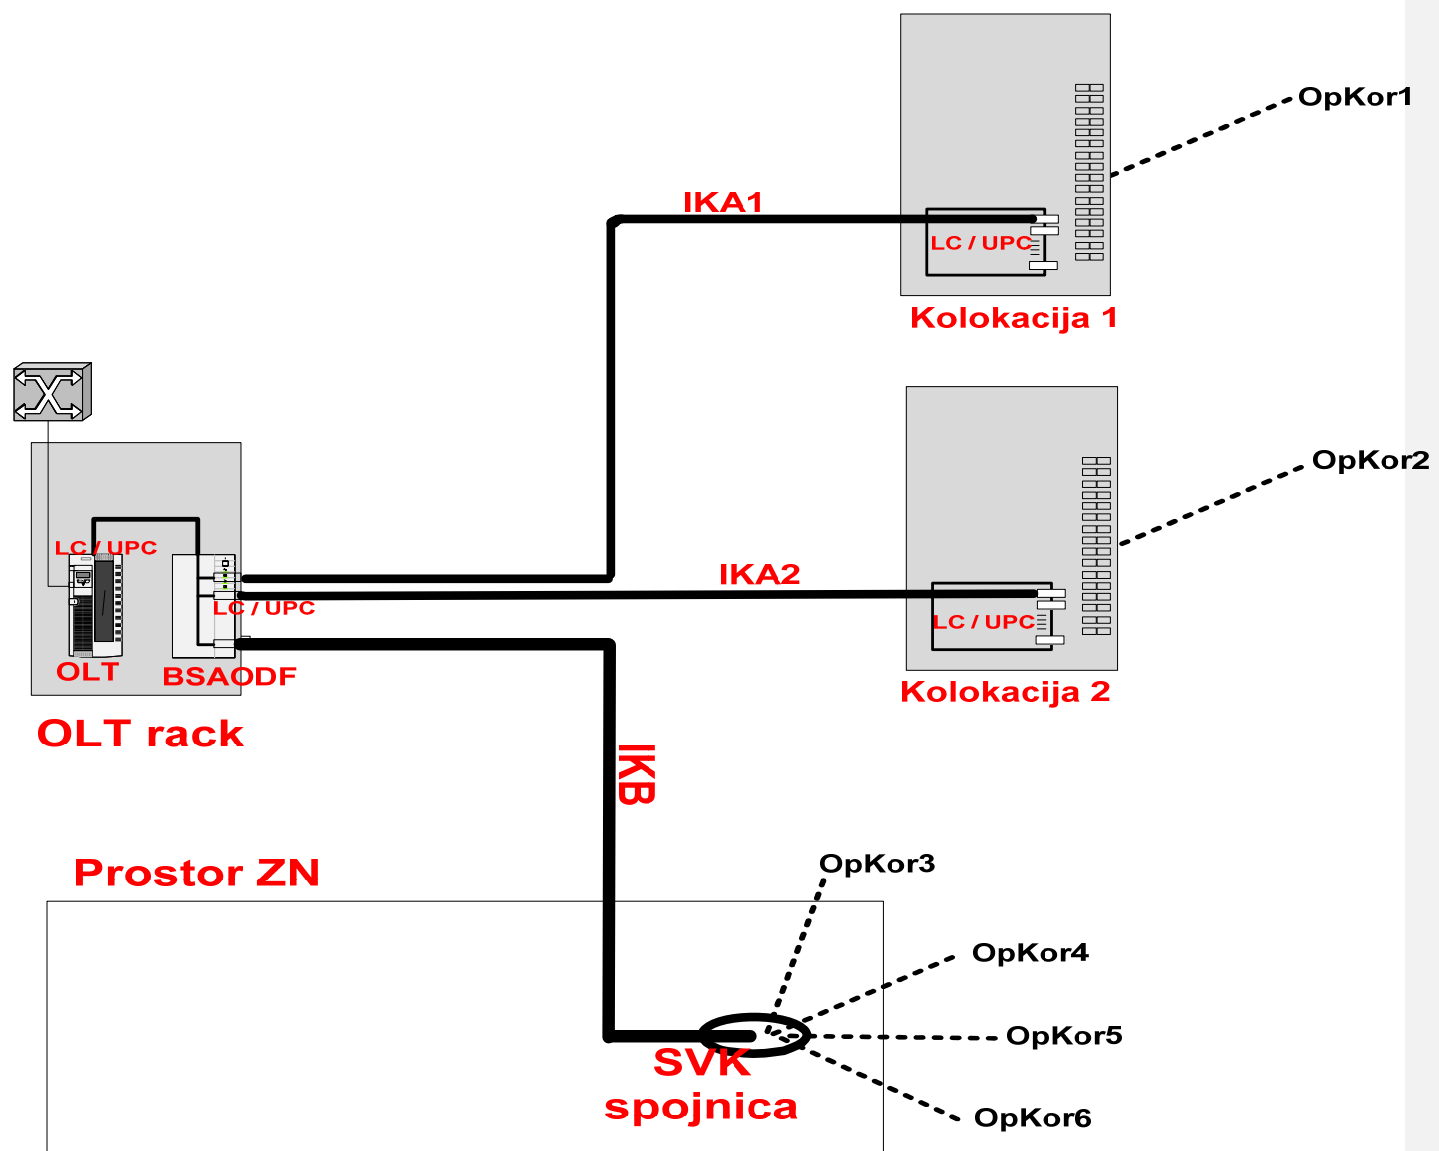 OpKor1
IKA1
LC / UPC
Kolokacija 1
OpKor2
LC / UPC
IKA2
LC / UPC
LC / UPC
OLT
BSAODF
Kolokacija 2
OLT rack
IKB
Prostor ZN
OpKor3
OpKor4
OpKor5
SVK
spojnica
OpKor6